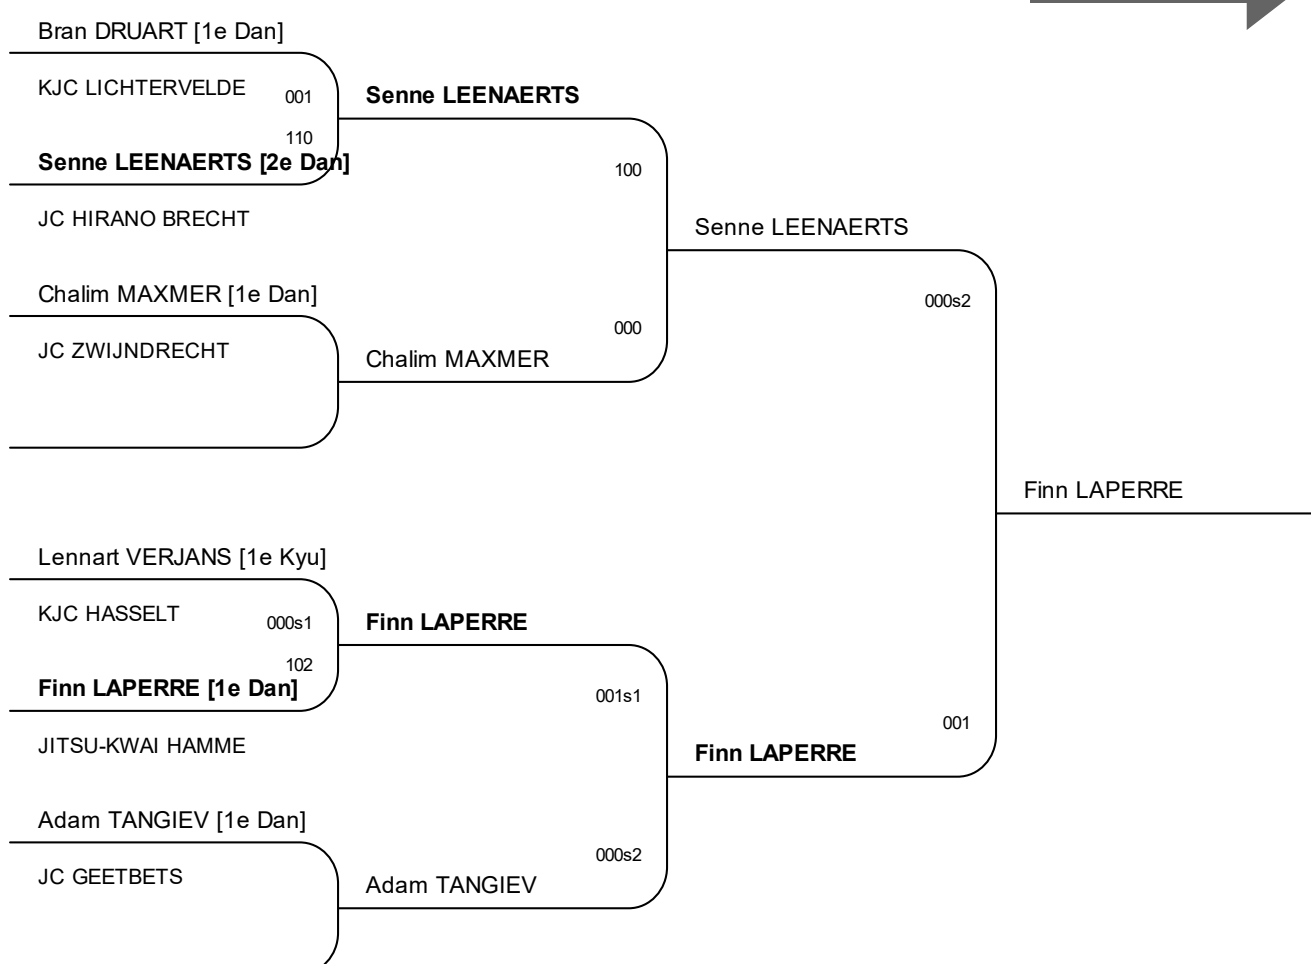 Bran DRUART [1e Dan]
KJC LICHTERVELDE
001
Senne LEENAERTS
110
Senne LEENAERTS [2e Dan]
100
JC HIRANO BRECHT
Senne LEENAERTS
Chalim MAXMER [1e Dan]
000s2
000
JC ZWIJNDRECHT
Chalim MAXMER
Finn LAPERRE
Lennart VERJANS [1e Kyu]
KJC HASSELT
000s1
Finn LAPERRE
102
Finn LAPERRE [1e Dan]
001s1
001
JITSU-KWAI HAMME
Finn LAPERRE
Adam TANGIEV [1e Dan]
000s2
JC GEETBETS
Adam TANGIEV